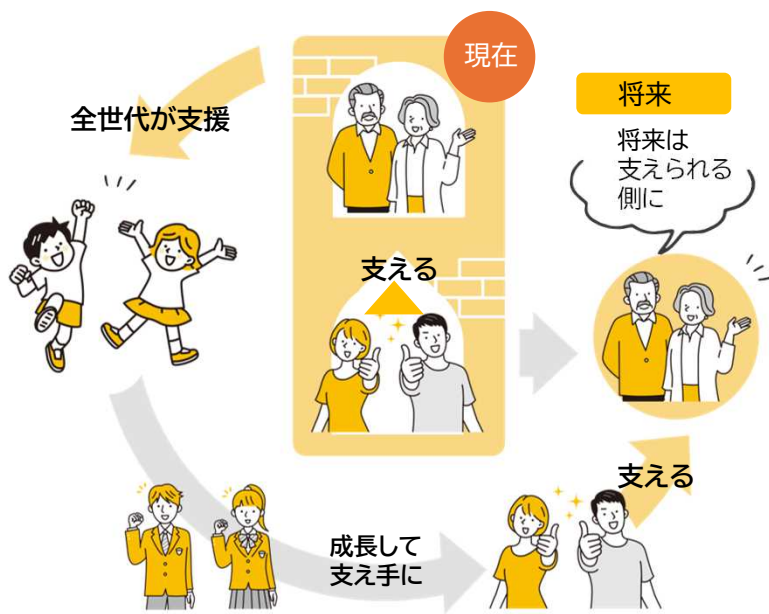 現在
全世代が支援
将来
将来は
支えられる
側に
支える
支える
成長して
支え手に